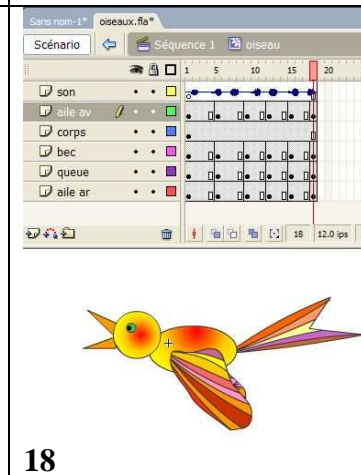 Sans nom-1* oiseaux.fla*
Scénario Séquence 1 oiseau
1 5 10 15 20
son
aile av
corps
bec
queue
aile ar
18 12.0 ips
18